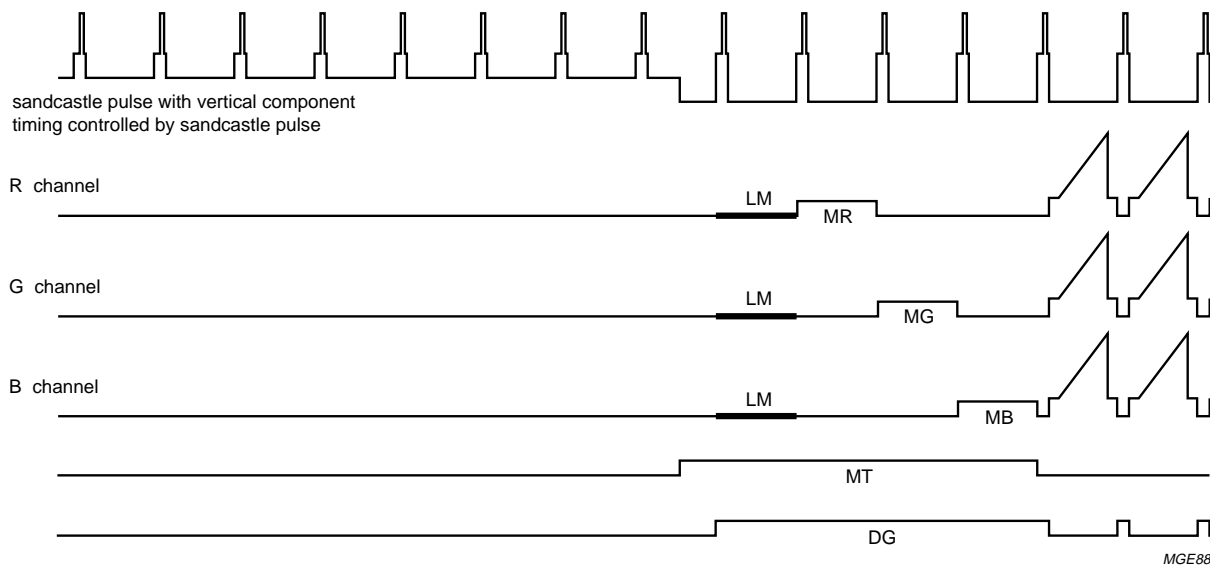 sandcastle pulse with vertical component
timing controlled by sandcastle pulse
R channel
LM
MR
G channel
LM
MG
B channel
LM
MB
MT
DG
MGE88